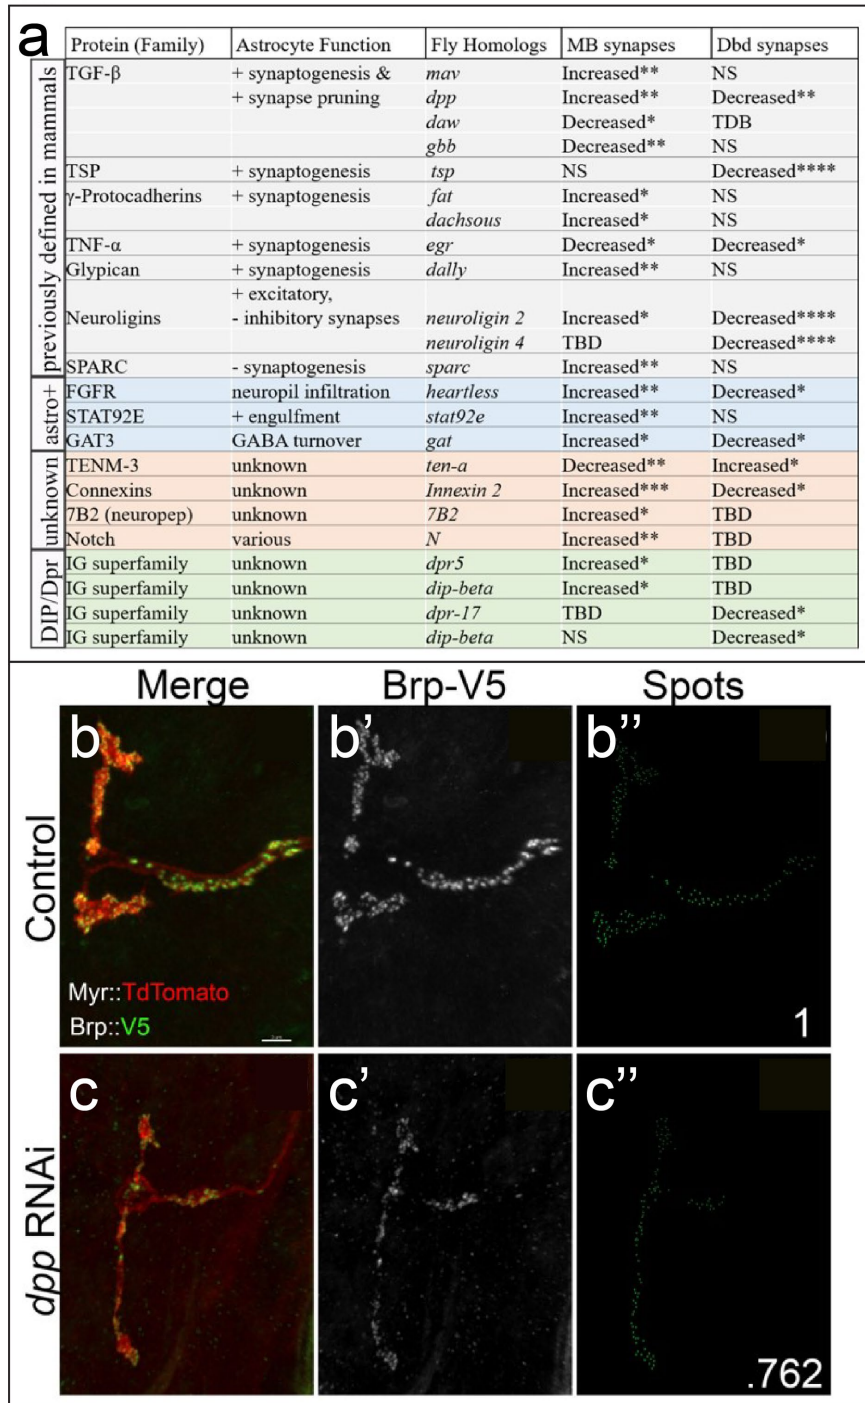 a
Protein (Family) Astrocyte Function Fly Homologs MB synapses Dbd synapses
previously defined in mammals
TGF-β + synaptogenesis & mav Increased** NS
+ synapse pruning dpp Increased** Decreased**
daw Decreased* TDB
gbb Decreased** NS
TSP + synaptogenesis tsp NS Decreased****
γ-Protocadherins + synaptogenesis fat Increased* NS
dachsous Increased* NS
TNF-α + synaptogenesis egr Decreased* Decreased*
Glypican + synaptogenesis dally Increased** NS
+ excitatory,
Neuroligins - inhibitory synapses neuroligin 2 Increased* Decreased****
neuroligin 4 TBD Decreased****
SPARC - synaptogenesis sparc Increased** NS
astro+
FGFR neuropil infiltration heartless Increased** Decreased*
STAT92E + engulfment stat92e Increased** NS
GAT3 GABA turnover gat Increased* Decreased*
unknown
TENM-3 unknown ten-a Decreased** Increased*
Connexins unknown Innexin 2 Increased*** Decreased*
7B2 (neuropep) unknown 7B2 Increased* TBD
Notch various N Increased** TBD
DIP/Dpr
IG superfamily unknown dpr5 Increased* TBD
IG superfamily unknown dip-beta Increased* TBD
IG superfamily unknown dpr-17 TBD Decreased*
IG superfamily unknown dip-beta NS Decreased*
Merge Brp-V5 Spots
Control
b b' b''
Myr::TdTomato
Brp::V5
1
dpp RNAi
c c' c''
.762